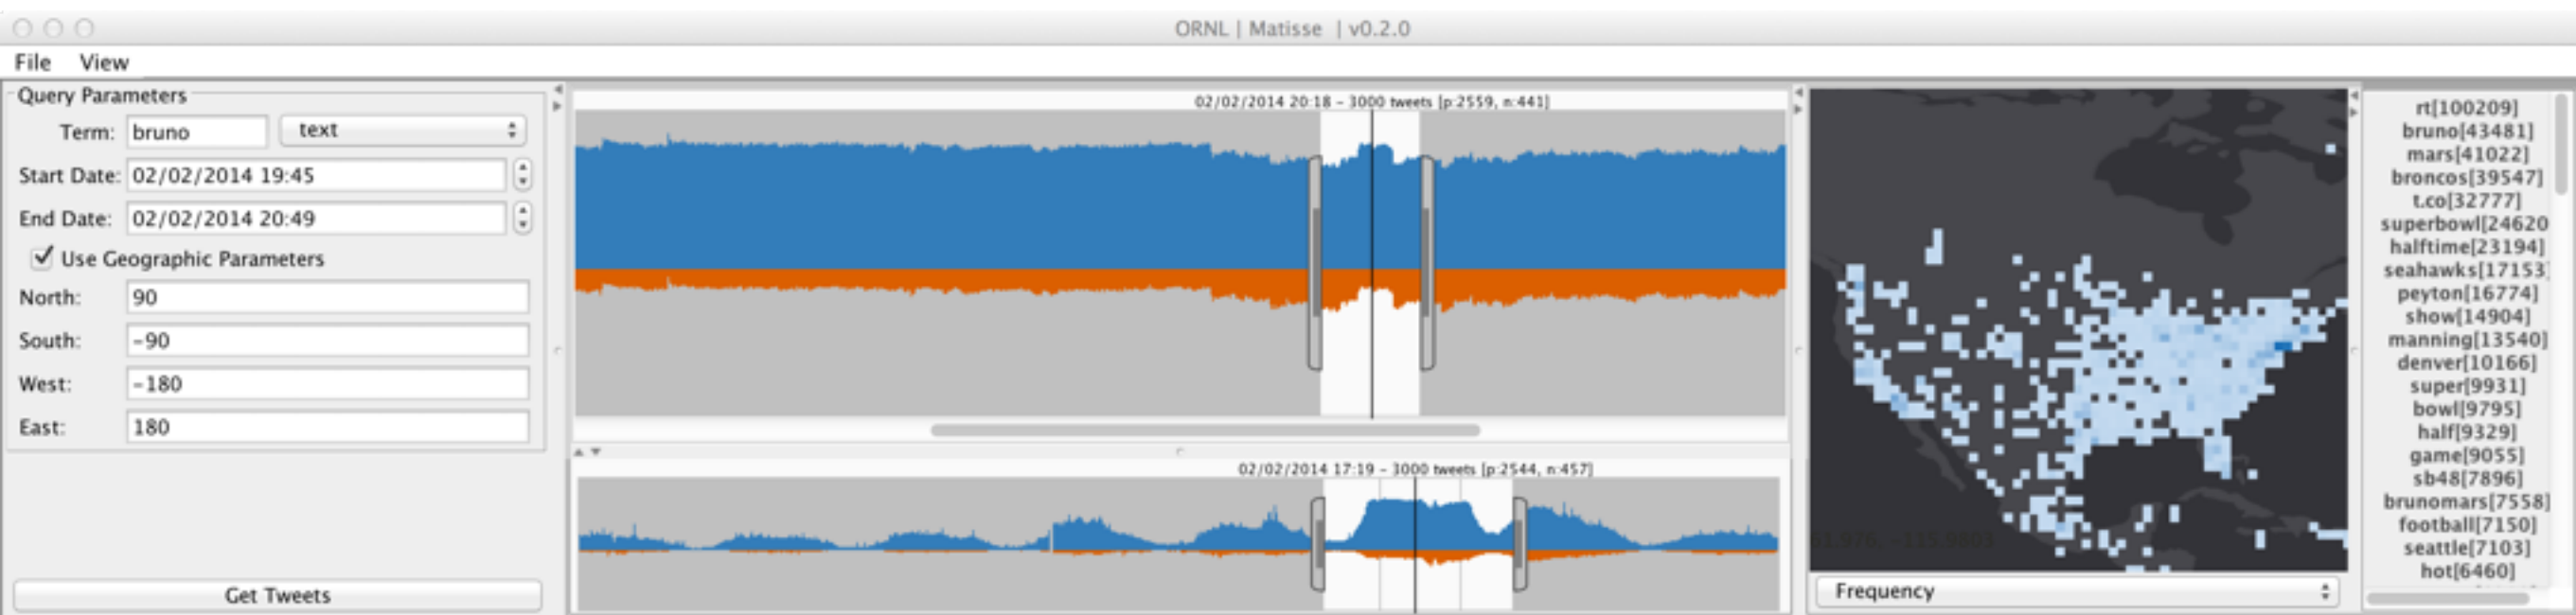 ORNL | Matisse | v0.2.0
File View
Query Parameters
Term: bruno text
Start Date: 02/02/2014 19:45
End Date: 02/02/2014 20:49
Use Geographic Parameters
North: 90
South: -90
West: -180
East: 180
Get Tweets
02/02/2014 20:18 - 3000 tweets [p:2559, n:441]
02/02/2014 17:19 - 3000 tweets [p:2544, n:457]
Frequency
rt[100209]
bruno[43481]
mars[41022]
broncos[39547]
t.co[32777]
superbowl[24620
halftime[23194]
seahawks[17153]
peyton[16774]
show[14904]
manning[13540]
denver[10166]
super[9931]
bowl[9795]
half[9329]
game[9055]
sb48[7896]
brunomars[7558]
football[7150]
seattle[7103]
hot[6460]